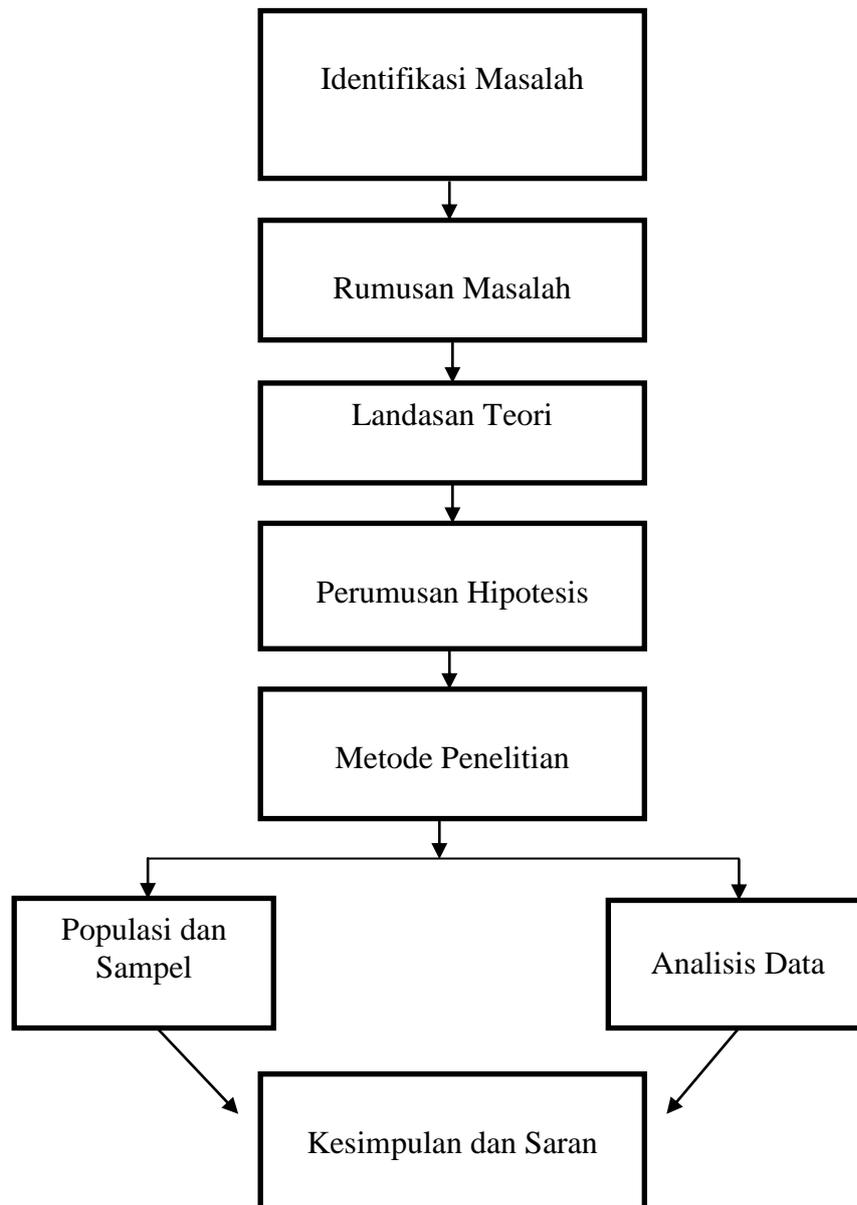 Identifikasi Masalah
Rumusan Masalah
Landasan Teori
Perumusan Hipotesis
Metode Penelitian
Populasi dan
Sampel
Analisis Data
Kesimpulan dan Saran